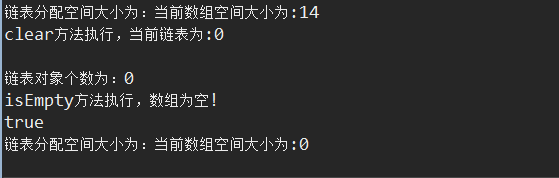 链表分配空间大小为：当前数组空间大小为:14
clear方法执行，当前链表为:0
链表对象个数为：0
isEmpty方法执行，数组为空!
true
链表分配空间大小为：当前数组空间大小为:0